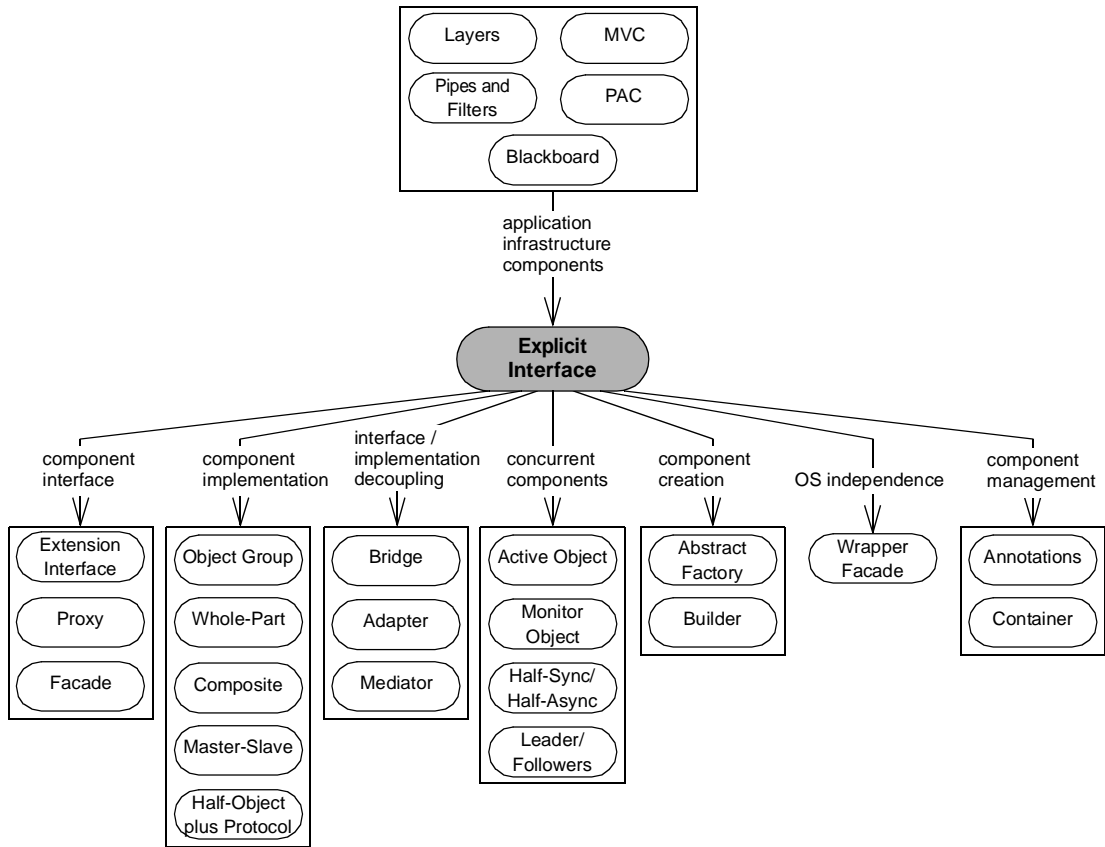 Layers
MVC
Pipes and
Filters
PAC
Blackboard
application
infrastructure
components
Explicit
Interface
component
interface
component
implementation
interface /
implementation
decoupling
concurrent
components
component
creation
OS independence
component
management
Extension
Interface
Proxy
Facade
Object Group
Whole-Part
Composite
Master-Slave
Half-Object
plus Protocol
Bridge
Adapter
Mediator
Active Object
Monitor
Object
Half-Sync/
Half-Async
Leader/
Followers
Abstract
Factory
Builder
Wrapper
Facade
Annotations
Container